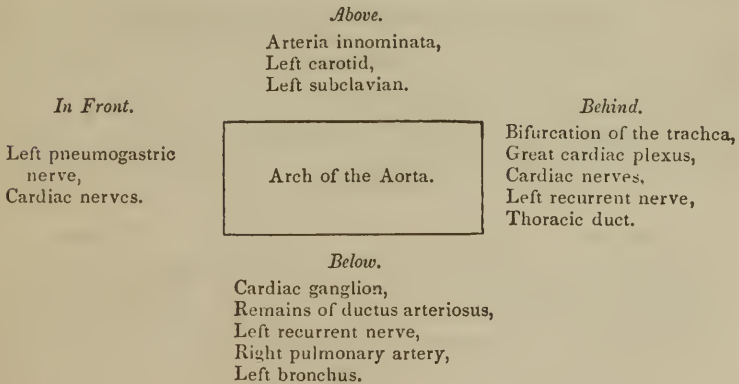 Above.
Arteria innominata,
Left carotid,
Left subclavian.
In Front.
Left pneumogastric
nerve,
Cardiac nerves.
Arch of the Aorta.
Behind.
Bifurcation of the trachea,
Great cardiac plexus,
Cardiac nerves,
Left recurrent nerve,
Thoracic duct.
Below.
Cardiac ganglion,
Remains of ductus arteriosus,
Left recurrent nerve,
Right pulmonary artery,
Left bronchus.